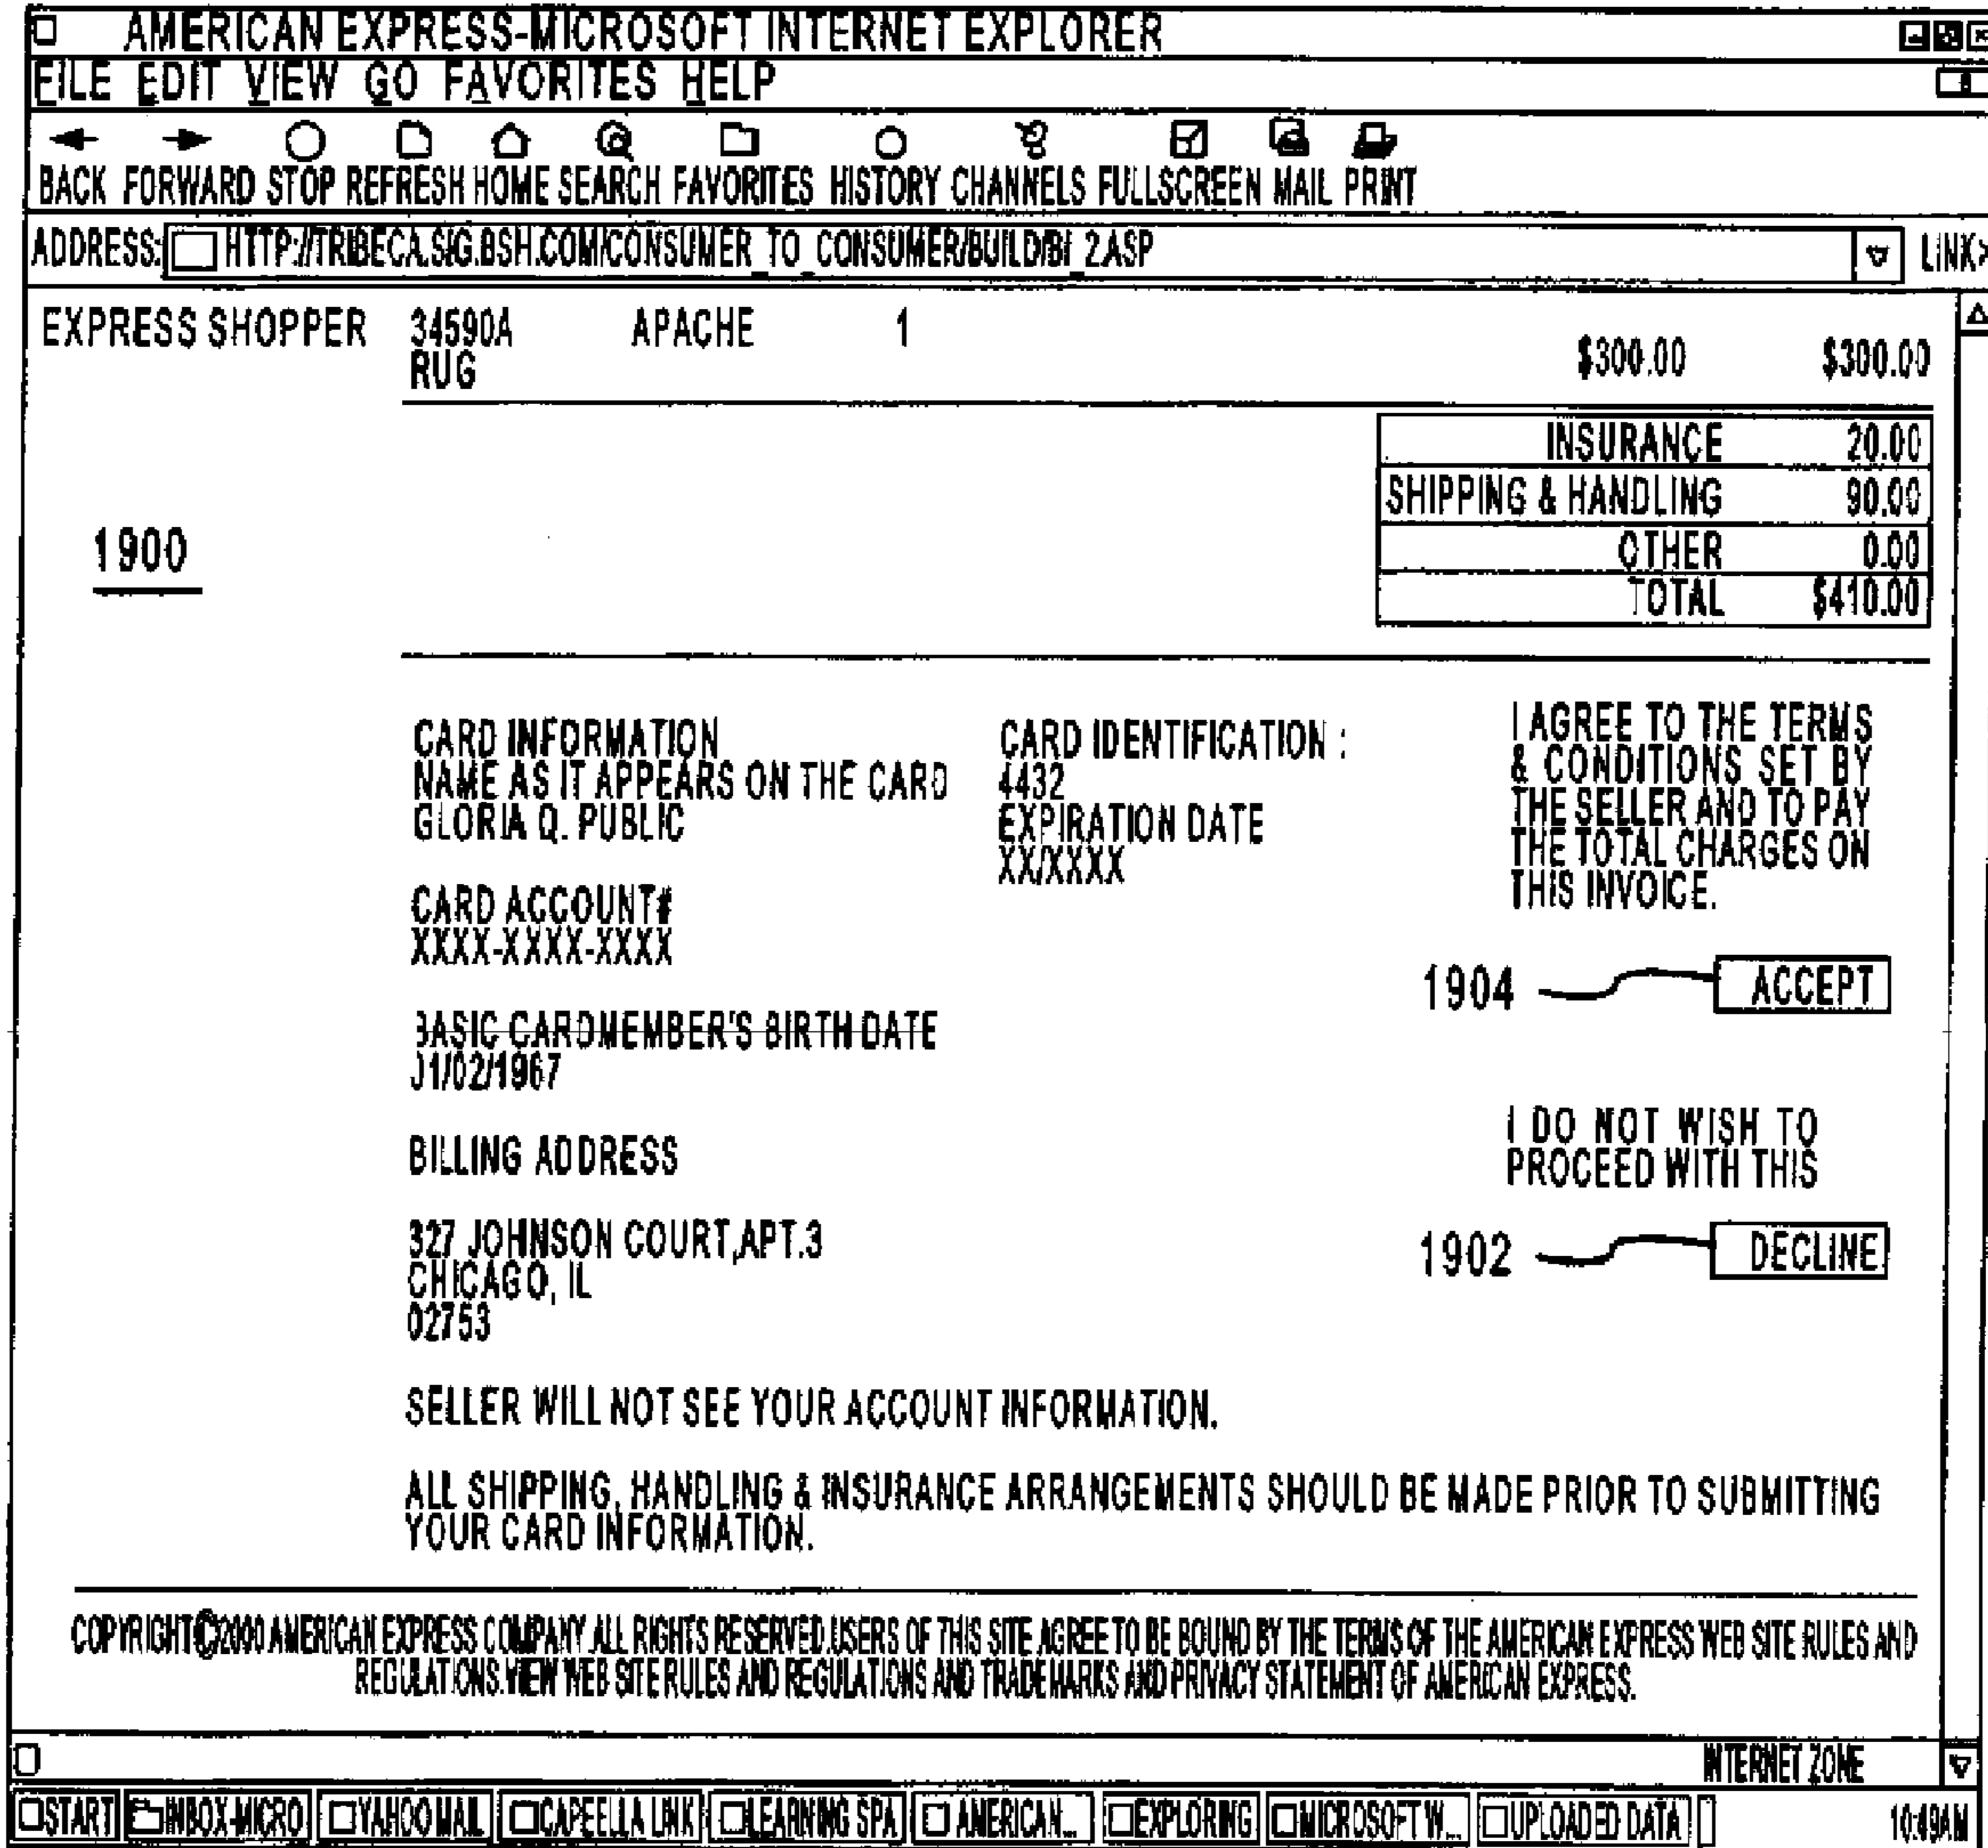 AMERICAN EXPRESS-MICROSOFT INTERNET EXPLORER
FILE EDIT VIEW GO FAVORITES HELP
BACK FORWARD STOP REFRESH HOME SEARCH FAVORITES HISTORY CHANNELS FULLSCREEN MAIL PRINT
ADDRESS: HTTP://TRIBECA.SIG.BSH.COM/CONSUMER_TO_CONSUMER/BUILD/BI_2.ASP LINK>
EXPRESS SHOPPER 34590A APACHE 1
RUG $300.00 $300.00
INSURANCE 20.00
SHIPPING & HANDLING 90.00
OTHER 0.00
TOTAL $410.00
1900
CARD INFORMATION
NAME AS IT APPEARS ON THE CARD
GLORIA Q. PUBLIC
CARD IDENTIFICATION :
4432
EXPIRATION DATE
XX/XXXX
I AGREE TO THE TERMS
& CONDITIONS SET BY
THE SELLER AND TO PAY
THE TOTAL CHARGES ON
THIS INVOICE.
CARD ACCOUNT#
XXXX-XXXX-XXXX
1904 ACCEPT
BASIC CARDMEMBER'S BIRTH DATE
01/02/1967
I DO NOT WISH TO
PROCEED WITH THIS
BILLING ADDRESS
1902 DECLINE
327 JOHNSON COURT,APT.3
CHICAGO, IL
02753
SELLER WILL NOT SEE YOUR ACCOUNT INFORMATION.
ALL SHIPPING, HANDLING & INSURANCE ARRANGEMENTS SHOULD BE MADE PRIOR TO SUBMITTING
YOUR CARD INFORMATION.
COPYRIGHT©2000 AMERICAN EXPRESS COMPANY.ALL RIGHTS RESERVED.USERS OF THIS SITE AGREE TO BE BOUND BY THE TERMS OF THE AMERICAN EXPRESS WEB SITE RULES AND
REGULATIONS.VIEW WEB SITE RULES AND REGULATIONS AND TRADEMARKS AND PRIVACY STATEMENT OF AMERICAN EXPRESS.
INTERNET ZONE
START INBOX-MICRO YAHOO MAIL CAPEELLA LINK LEARNING SPA AMERICAN... EXPLORING MICROSOFT W... UPLOADED DATA 10:49AM